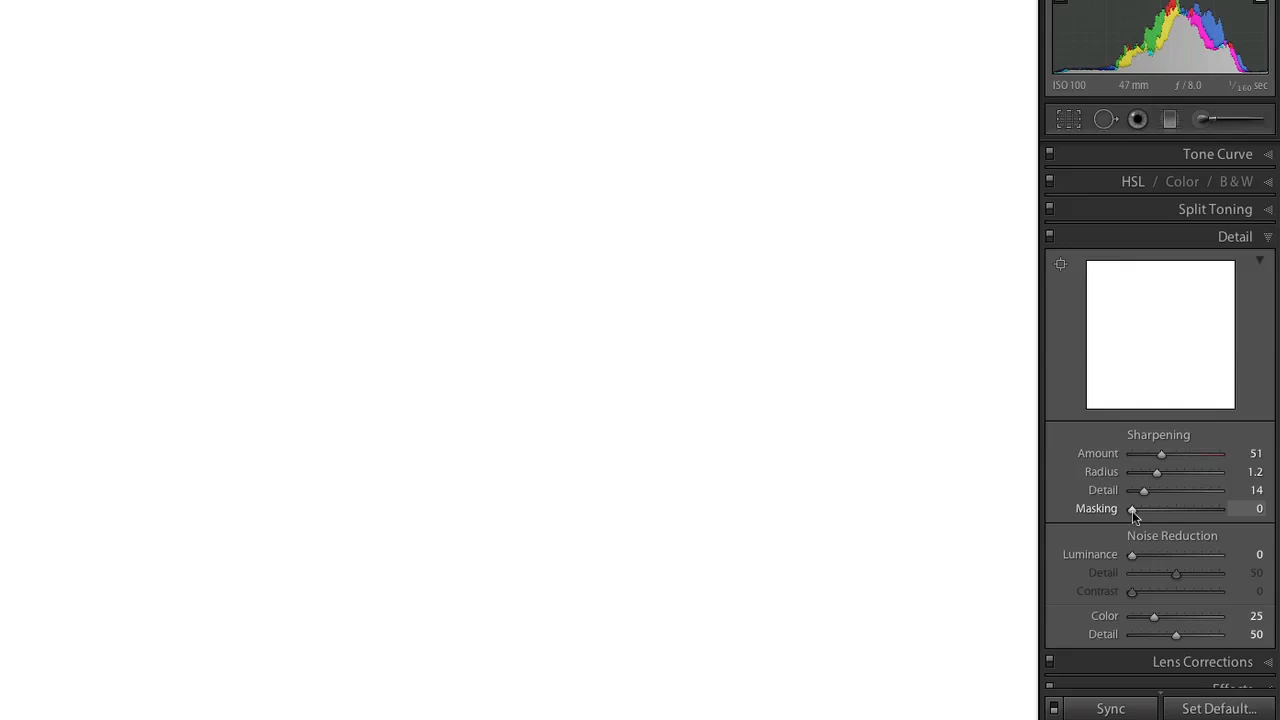 ISO 100 47 mm ƒ / 8.0 1/160 sec
Tone Curve
HSL / Color / B & W
Split Toning
Detail
Sharpening
Amount 51
Radius 1.2
Detail 14
Masking 0
Noise Reduction
Luminance 0
Detail 50
Contrast 0
Color 25
Detail 50
Lens Corrections
Effects
Sync Set Default...